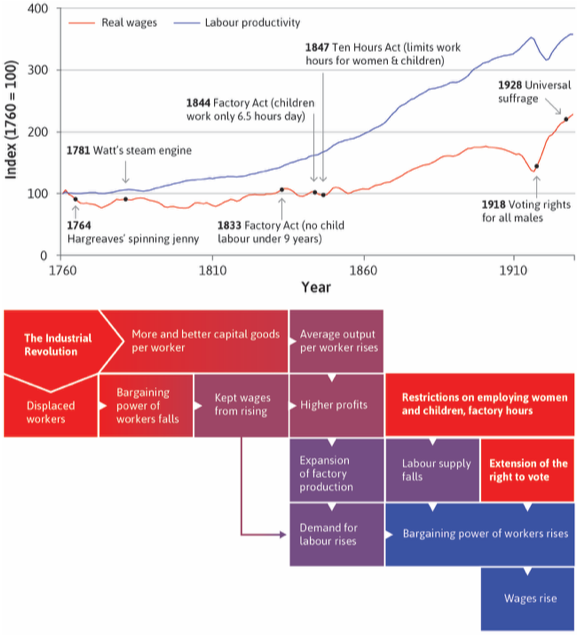 400
Real wages
Labour productivity
1847 Ten Hours Act (limits work
hours for women & children)
300
1928 Universal
suffrage
1844 Factory Act (children
work only 6.5 hours day)
200
1781 Watt's steam engine
100
1764
Hargreaves' spinning jenny
1833 Factory Act (no child
labour under 9 years)
1918 Voting rights
for all males
0
Index (1760 = 100)
1760
1810
1860
1910
Year
The Industrial
Revolution
More and better capital goods
per worker
Average output
per worker rises
Displaced
workers
Bargaining
power of
workers falls
Kept wages
from rising
Higher profits
Restrictions on employing women
and children, factory hours
Expansion
of factory
production
Labour supply
falls
Extension of the
right to vote
Demand for
labour rises
Bargaining power of workers rises
Wages rise